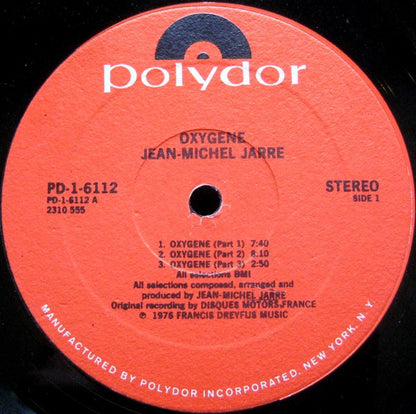 polydor
OXYGENE
JEAN-MICHEL JARRE
PD-1-6112
PD-1-6112 A
2310 555
STEREO
SIDE 1
1. OXYGENE (Part 1) 7:40
2. OXYGENE (Part 2) 8:10
3. OXYGENE (Part 3) 2:50
All selections BMI
All selections composed, arranged and
produced by JEAN-MICHEL JARRE
Original recording by DISQUES MOTORS, FRANCE
℗ 1976 FRANCIS DREYFUS MUSIC
MANUFACTURED BY POLYDOR INCORPORATED, NEW YORK, N.Y.